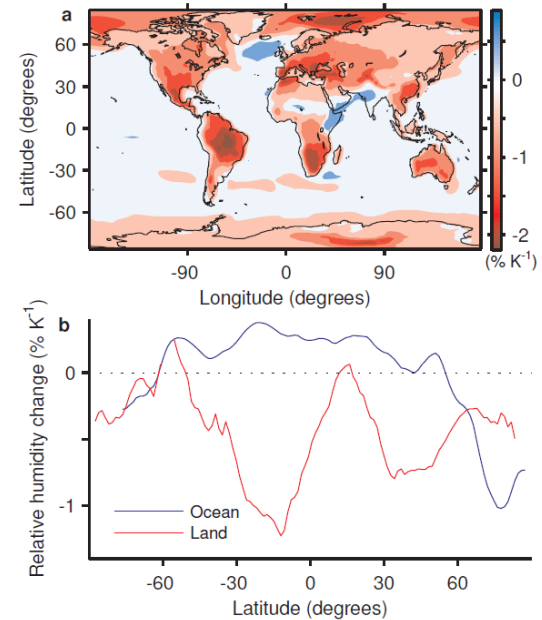 a
60
30
0
-30
-60
Latitude (degrees)
-90
0
90
Longitude (degrees)
0
-1
-2
(% K-1)
b
Relative humidity change (% K-1)
0
-1
Ocean
Land
-60
-30
0
30
60
Latitude (degrees)